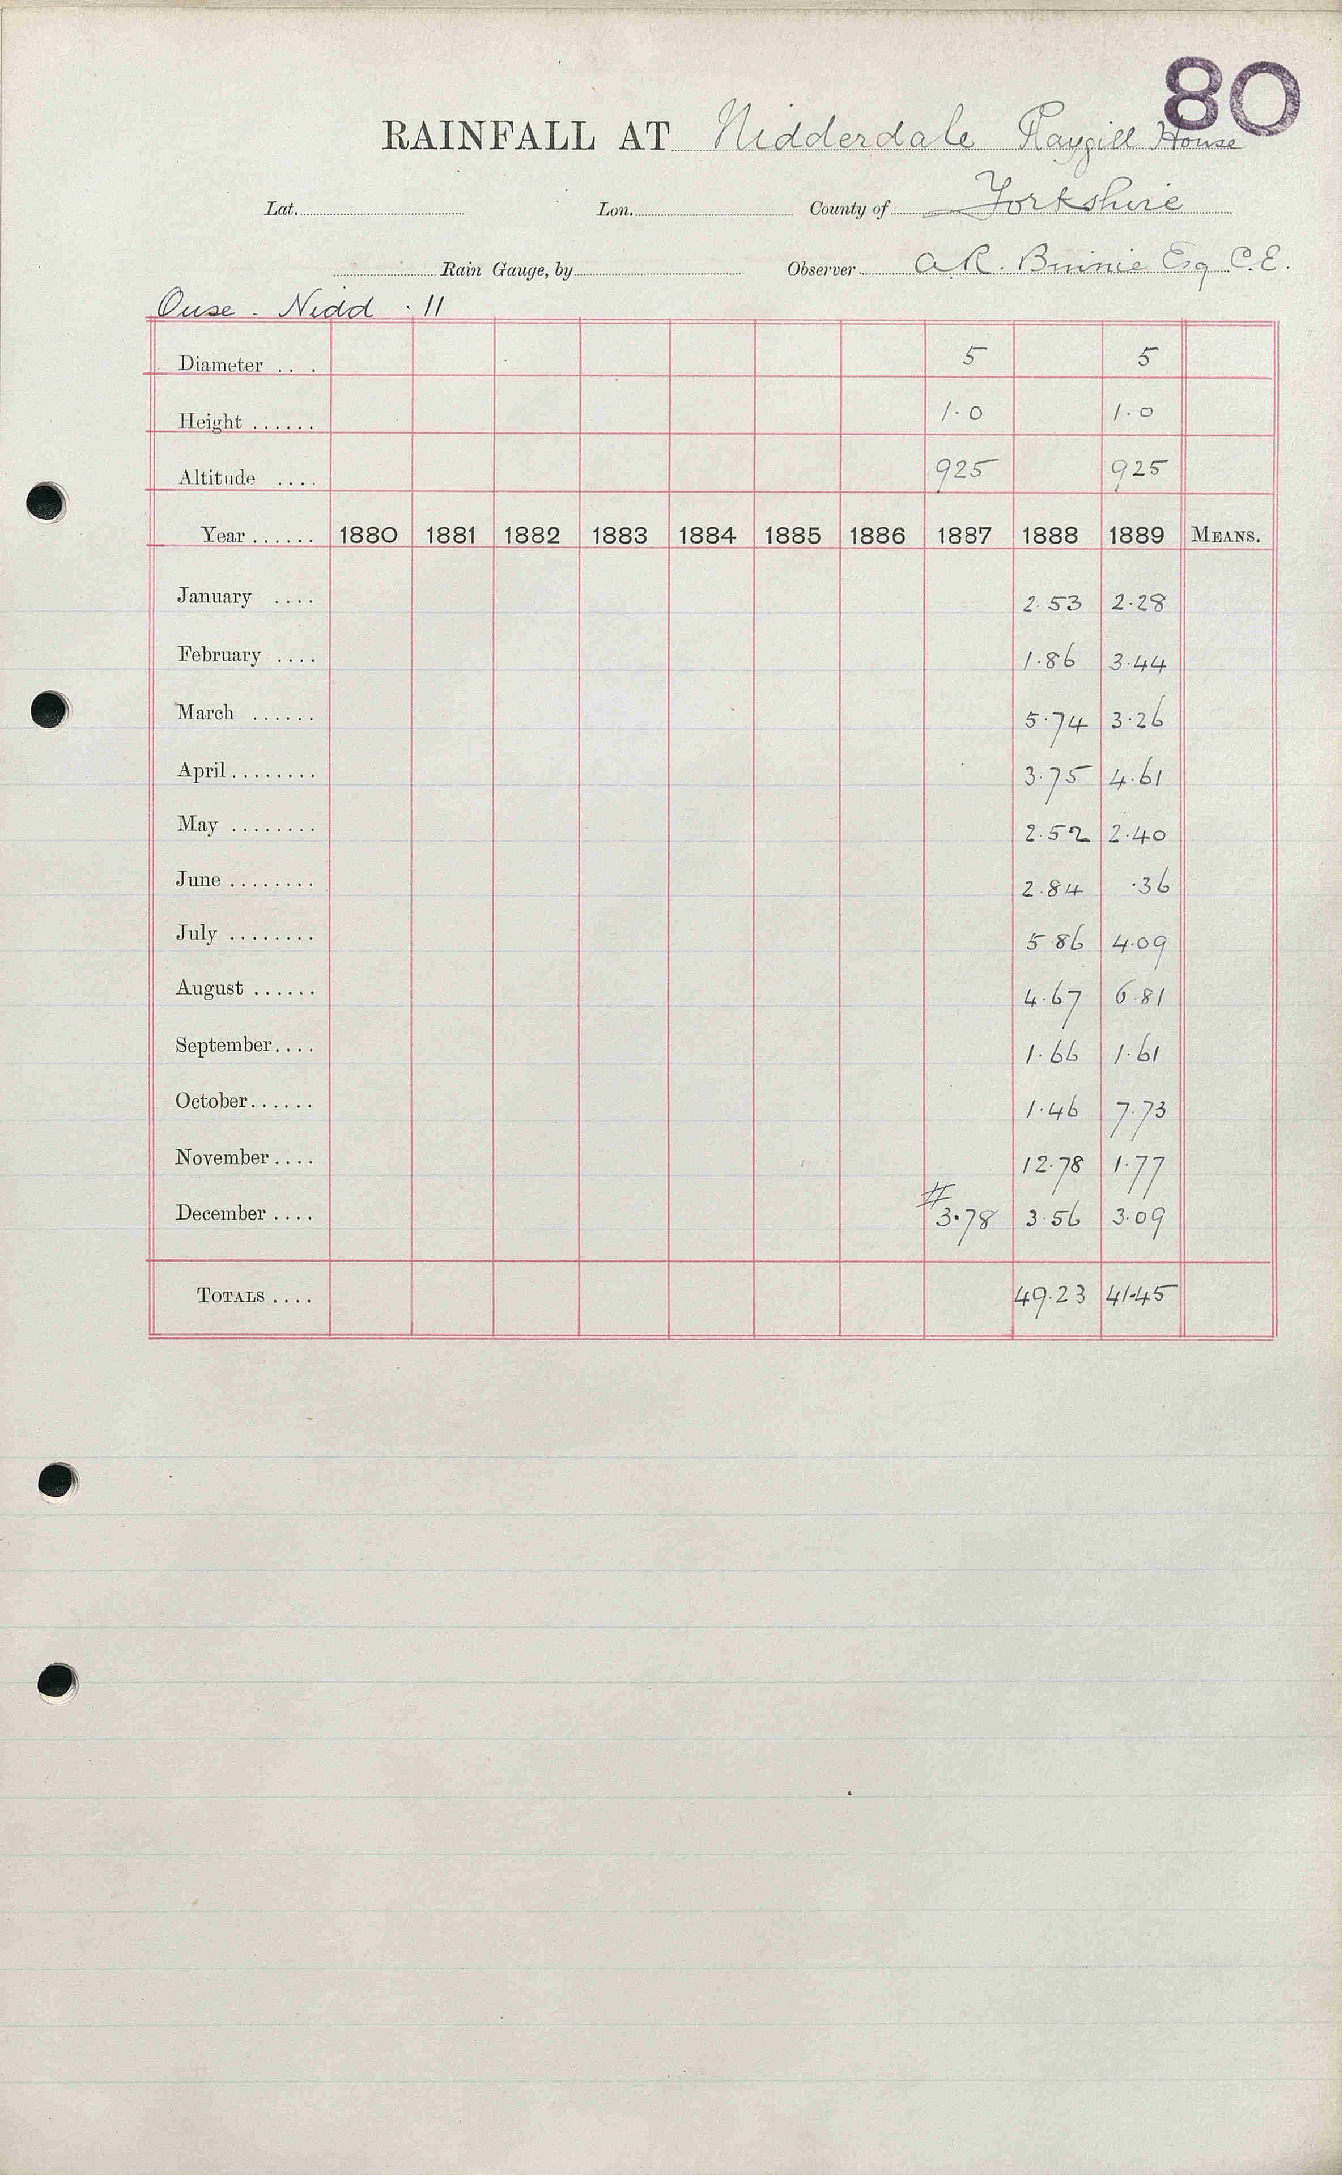 80
RAINFALL AT Nidderdale Raygill House
Lat. Lon. County of Yorkshire
Rain Gauge, by Observer A.R. Binnie Esq C.E.
Ouse . Nidd . 11
Diameter .. . 5 5
Height ...... 1.0 1.0
Altitude .... 925 925
Year ...... 1880 1881 1882 1883 1884 1885 1886 1887 1888 1889 MEANS.
January .... 2.53 2.28
February .... 1.86 3.44
March ...... 5.74 3.26
April ........ 3.75 4.61
May ........ 2.52 2.40
June ........ 2.84 .36
July ........ 5.86 4.09
August ...... 4.67 6.81
September .... 1.66 1.61
October ...... 1.46 7.73
November .... 12.78 1.77
December .... #3.78 3.56 3.09
TOTALS .... 49.23 41.45